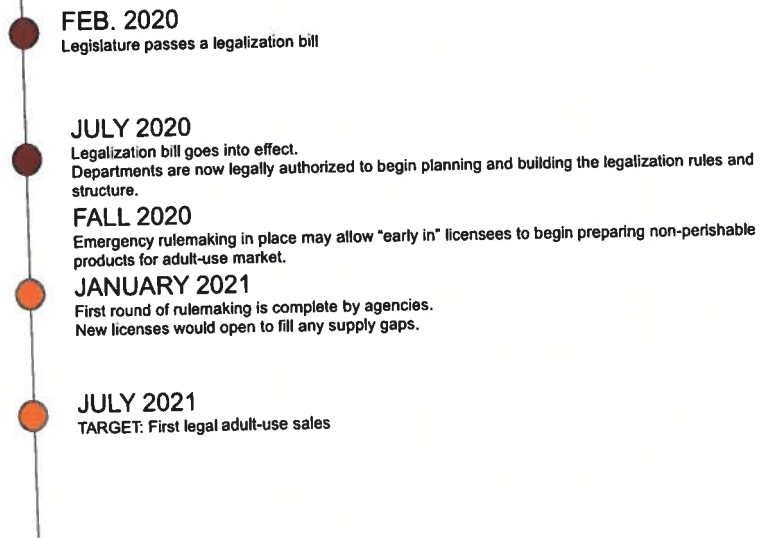 FEB. 2020
Legislature passes a legalization bill
JULY 2020
Legalization bill goes into effect.
Departments are now legally authorized to begin planning and building the legalization rules and
structure.
FALL 2020
Emergency rulemaking in place may allow "early in" licensees to begin preparing non-perishable
products for adult-use market.
JANUARY 2021
First round of rulemaking is complete by agencies.
New licenses would open to fill any supply gaps.
JULY 2021
TARGET: First legal adult-use sales